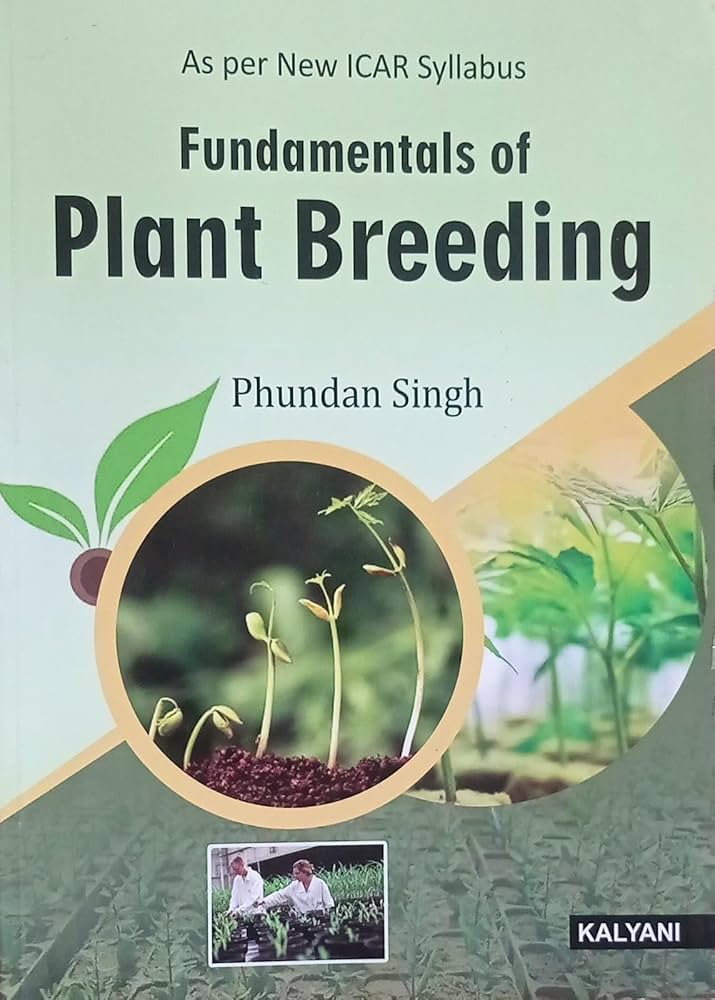 As per New ICAR Syllabus
Fundamentals of
Plant Breeding
Phundan Singh
KALYANI